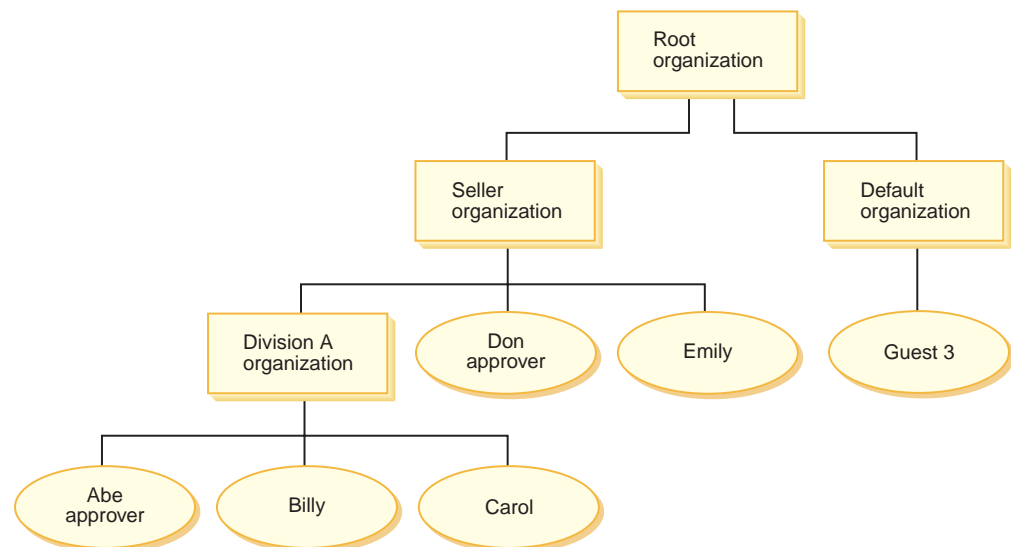 Root
organization
Seller
organization
Default
organization
Division A
organization
Don
approver
Emily
Guest 3
Abe
approver
Billy
Carol